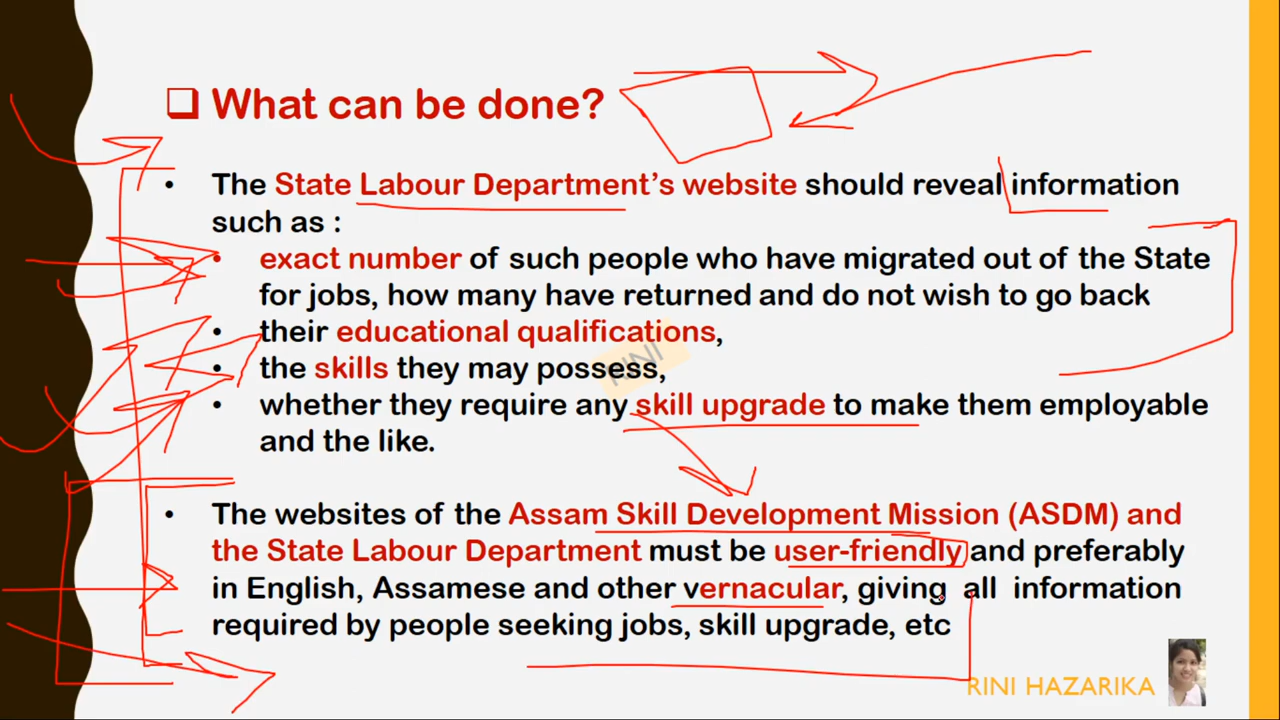 ❑ What can be done?
• The State Labour Department's website should reveal information
such as :
• exact number of such people who have migrated out of the State
for jobs, how many have returned and do not wish to go back
• their educational qualifications,
• the skills they may possess,
• whether they require any skill upgrade to make them employable
and the like.
• The websites of the Assam Skill Development Mission (ASDM) and
the State Labour Department must be user-friendly and preferably
in English, Assamese and other vernacular, giving all information
required by people seeking jobs, skill upgrade, etc
RINI
RINI HAZARIKA